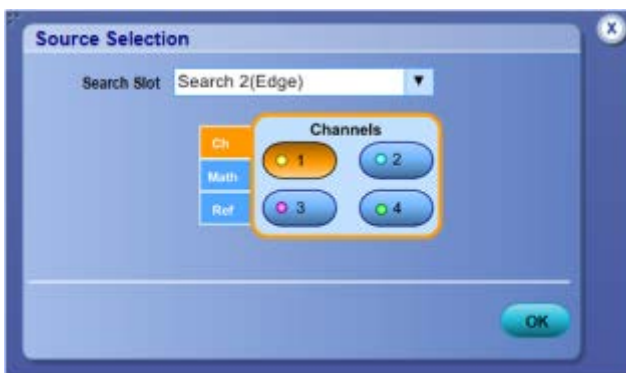 Source Selection
X
Search Slot Search 2(Edge)
Channels
Ch
1 2
Math
Ref
3 4
OK